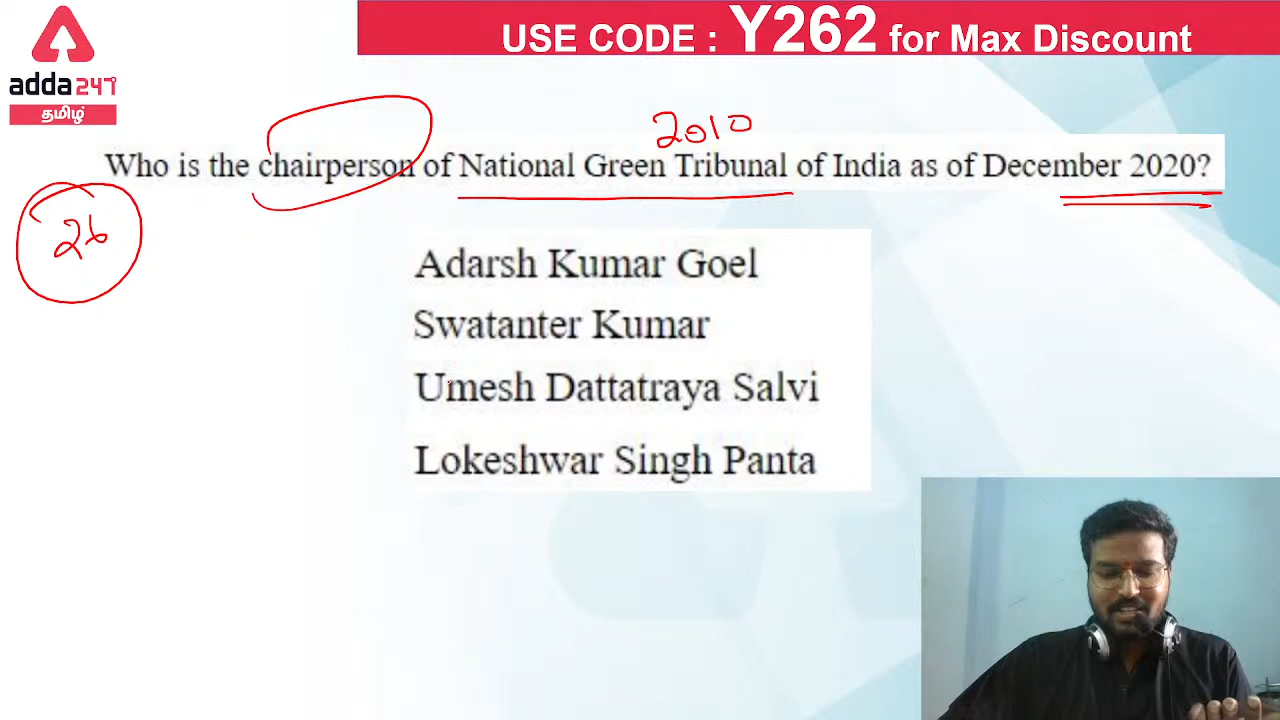 USE CODE : Y262 for Max Discount
adda247
தமிழ்
2010
Who is the chairperson of National Green Tribunal of India as of December 2020?
26
Adarsh Kumar Goel
Swatanter Kumar
Umesh Dattatraya Salvi
Lokeshwar Singh Panta